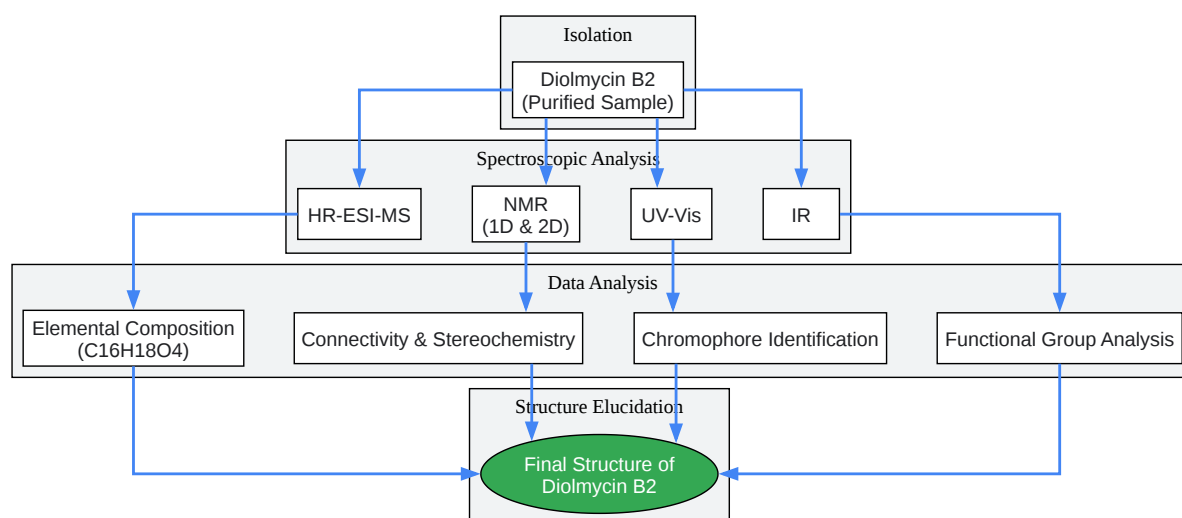 Isolation
Diolmycin B2
(Purified Sample)
Spectroscopic Analysis
HR-ESI-MS
NMR
(1D & 2D)
UV-Vis
IR
Data Analysis
Elemental Composition
(C16H18O4)
Connectivity & Stereochemistry
Chromophore Identification
Functional Group Analysis
Structure Elucidation
Final Structure of
Diolmycin B2